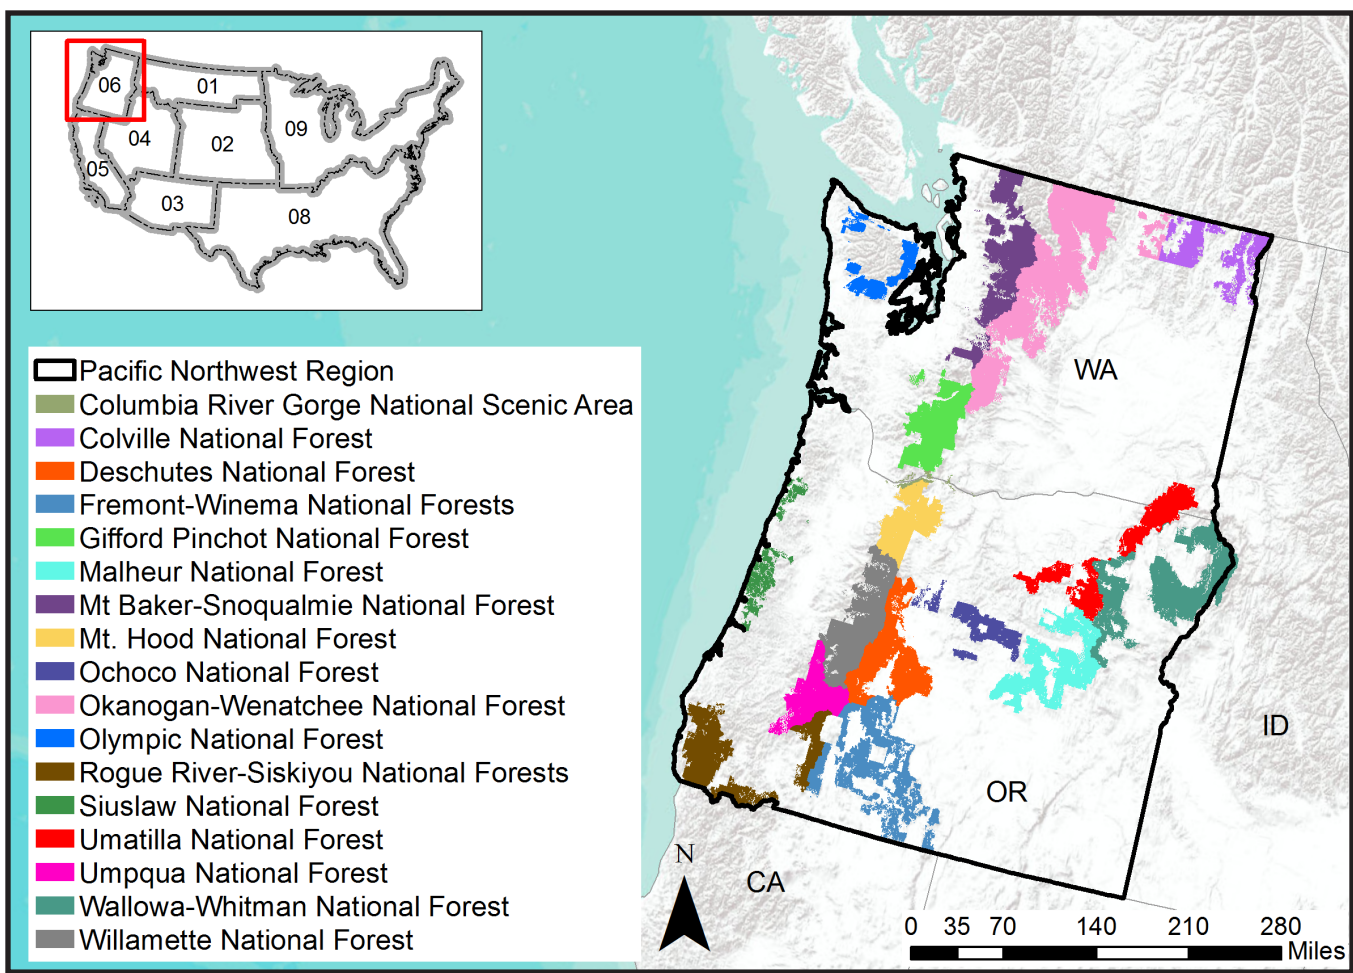 06
01
04
02
09
05
03
08
Pacific Northwest Region
Columbia River Gorge National Scenic Area
Colville National Forest
Deschutes National Forest
Fremont-Winema National Forests
Gifford Pinchot National Forest
Malheur National Forest
Mt Baker-Snoqualmie National Forest
Mt. Hood National Forest
Ochoco National Forest
Okanogan-Wenatchee National Forest
Olympic National Forest
Rogue River-Siskiyou National Forests
Siuslaw National Forest
Umatilla National Forest
Umpqua National Forest
Wallowa-Whitman National Forest
Willamette National Forest
WA
ID
OR
CA
N
0 35 70 140 210 280
Miles